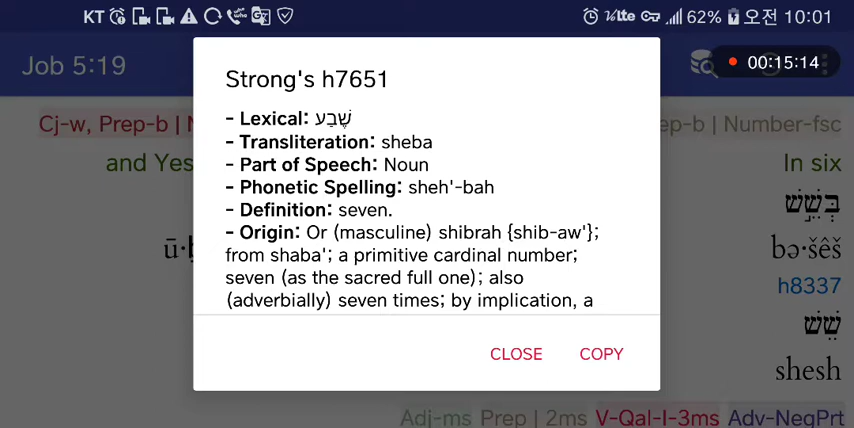 KT VLTE 62% 오전 10:01
Job 5:19
00:15:14
Strong's h7651
- Lexical: שֶׁבַע
- Transliteration: sheba
- Part of Speech: Noun
- Phonetic Spelling: sheh'-bah
- Definition: seven.
- Origin: Or (masculine) shibrah {shib-aw'};
from shaba'; a primitive cardinal number;
seven (as the sacred full one); also
(adverbially) seven times; by implication, a
CLOSE COPY
Cj-w, Prep-b |
ep-b | Number-fsc
and Yes
In six
בְּשֵׁ֣שׁ
ū·
bə·šêš
h8337
שֵׁשׁ
shesh
Adj-ms Prep | 2ms V-Qal-I-3ms Adv-NegPrt